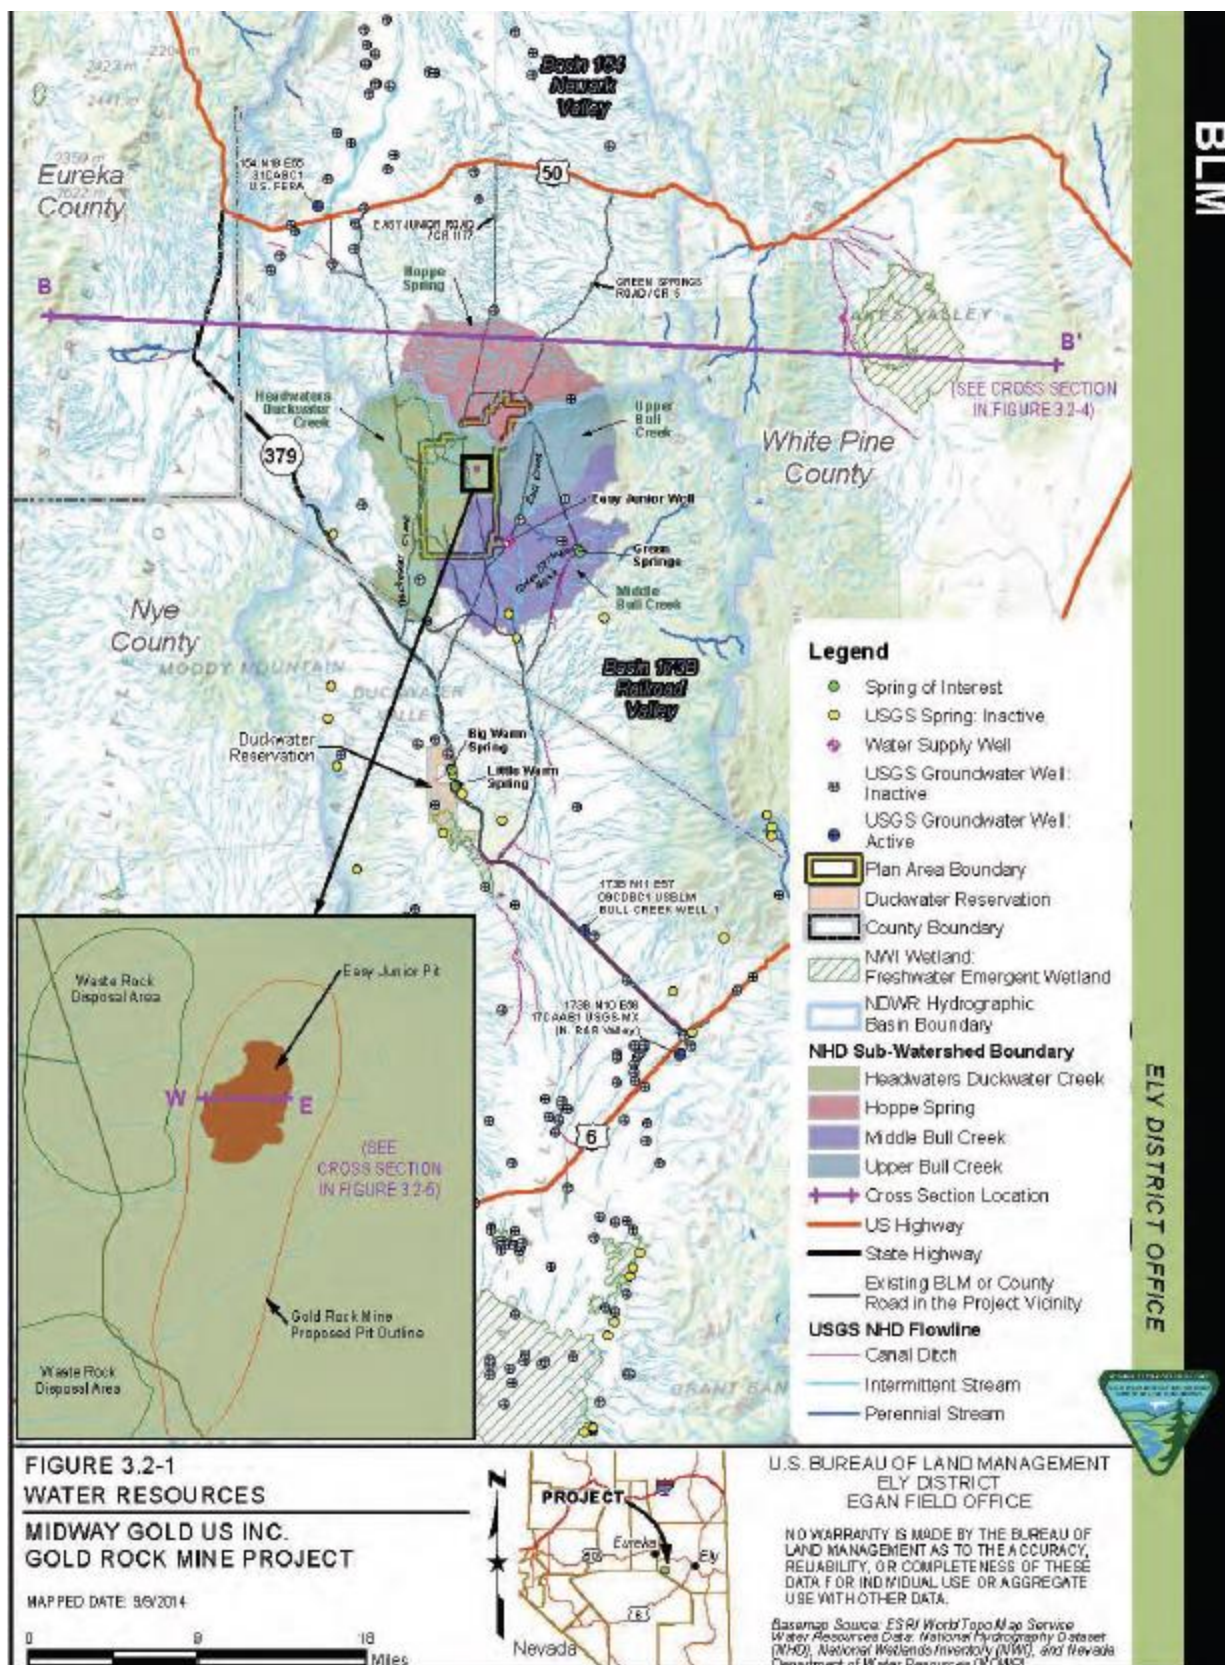 BLM
ELY DISTRICT OFFICE
Basin 154
Newark
Valley
Eureka
County
154 N18 E55
U.S. FERA
50
EAST JUNIOR ROAD
/CR 1177
Hoppe
Spring
GREEN SPRINGS
ROAD/CR 5
B
B'
(SEE CROSS SECTION
IN FIGURE 3.2-4)
Headwaters
Duckwater
Creek
Upper
Bull
Creek
White Pine
County
379
Easy Junior Well
Green
Springs
Middle
Bull Creek
Nye
County
MOODY MOUNTAIN
DUCKWATER
Basin 173B
Railroad
Valley
Duckwater
Reservation
Big Warm
Spring
Little Warm
Spring
173B N11 E57
09CDBC1 USBLM
BULL CREEK WELL 1
173B N10 E58
17CAAB1 USGS-MX
(N. R&R Valley)
6
Legend
Spring of Interest
USGS Spring: Inactive
Water Supply Well
USGS Groundwater Well:
Inactive
USGS Groundwater Well:
Active
Plan Area Boundary
Duckwater Reservation
County Boundary
NWI Wetland:
Freshwater Emergent Wetland
NDWR Hydrographic
Basin Boundary
NHD Sub-Watershed Boundary
Headwaters Duckwater Creek
Hoppe Spring
Middle Bull Creek
Upper Bull Creek
Cross Section Location
US Highway
State Highway
Existing BLM or County
Road in the Project Vicinity
USGS NHD Flowline
Canal Ditch
Intermittent Stream
Perennial Stream
Waste Rock
Disposal Area
Easy Junior Pit
W
E
(SEE
CROSS SECTION
IN FIGURE 3.2-5)
Gold Rock Mine
Proposed Pit Outline
Waste Rock
Disposal Area
FIGURE 3.2-1
WATER RESOURCES
MIDWAY GOLD US INC.
GOLD ROCK MINE PROJECT
MAPPED DATE: 9/9/2014
0 9 18
Miles
N
PROJECT
Eureka
Ely
Nevada
U.S. BUREAU OF LAND MANAGEMENT
ELY DISTRICT
EGAN FIELD OFFICE
NO WARRANTY IS MADE BY THE BUREAU OF
LAND MANAGEMENT AS TO THE ACCURACY,
RELIABILITY, OR COMPLETENESS OF THESE
DATA FOR INDIVIDUAL USE OR AGGREGATE
USE WITH OTHER DATA.
Basemap Source: ESRI World Topo Map Service
Water Resources Data: National Hydrography Dataset
(NHD), National Wetlands Inventory (NWI), and Nevada
Department of Water Resources (NDWR)